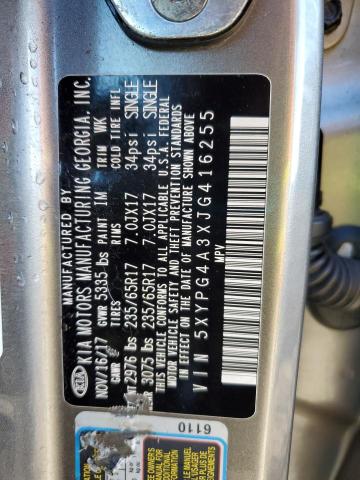 MANUFACTURED BY
KIA KIA MOTORS MANUFACTURING GEORGIA, INC.
NOV/16/17 GVWR 5335 lbs PAINT IM TRIM WK
GAWR TIRES RIMS COLD TIRE INFL
2976 lbs 235/65R17 7.0JX17 34psi SINGLE
3075 lbs 235/65R17 7.0JX17 34psi SINGLE
THIS VEHICLE CONFORMS TO ALL APPLICABLE U.S.A. FEDERAL
MOTOR VEHICLE SAFETY AND THEFT PREVENTION STANDARDS
IN EFFECT ON THE DATE OF MANUFACTURE SHOWN ABOVE
VIN 5XYPG4A3XJG416255
MPV
6110